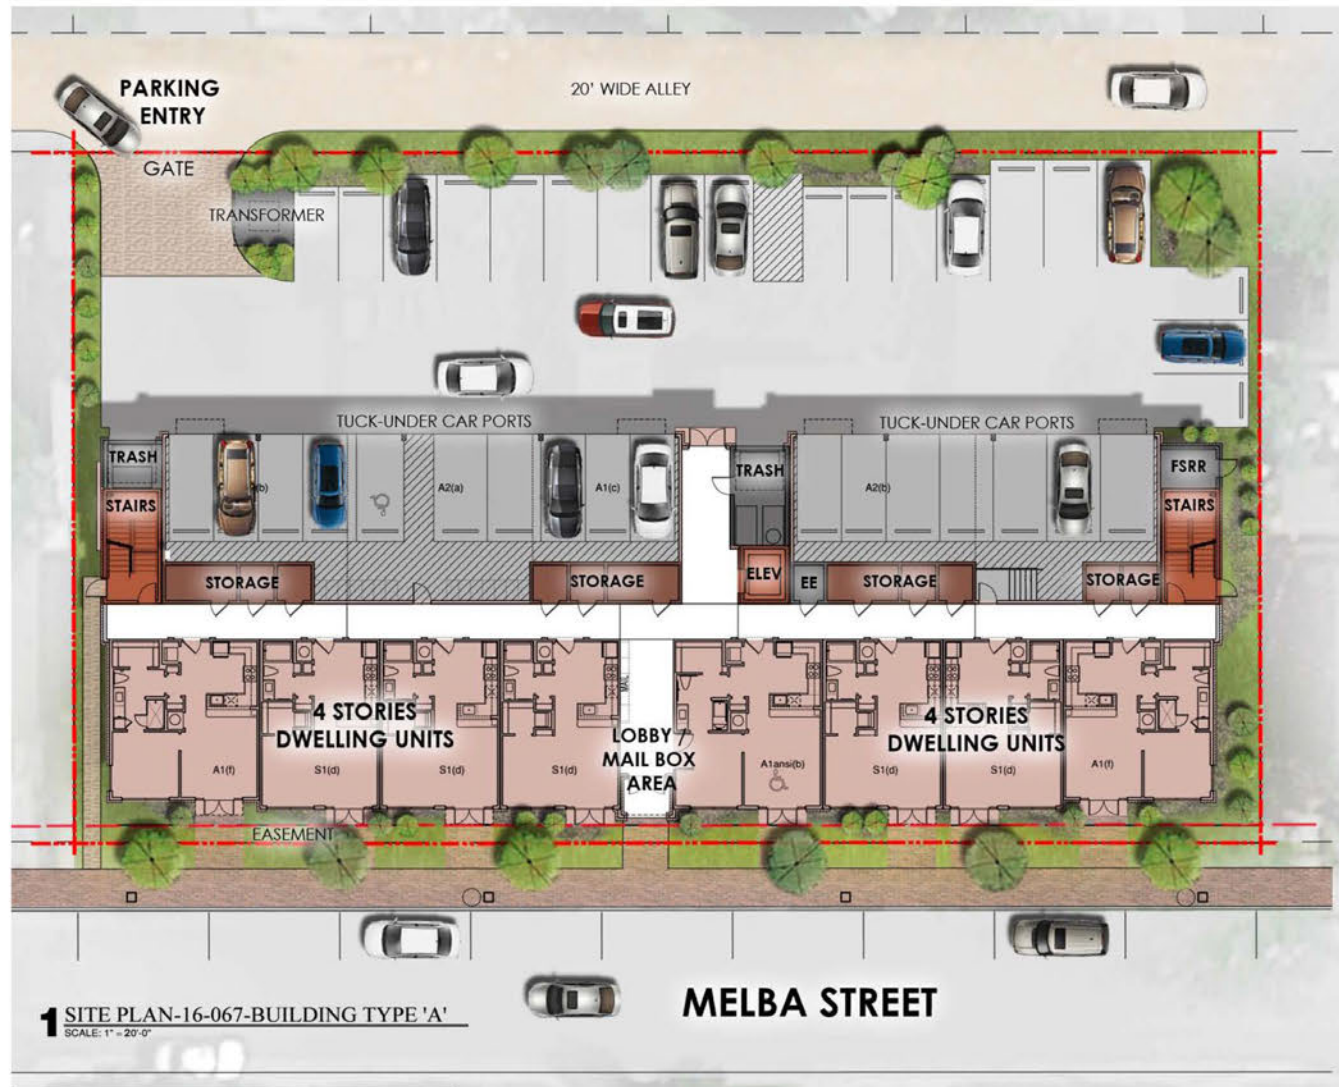 PARKING
ENTRY
20' WIDE ALLEY
GATE
TRANSFORMER
TUCK-UNDER CAR PORTS
TUCK-UNDER CAR PORTS
TRASH
TRASH
FSRR
(b)
A2(a)
A1(c)
A2(b)
STAIRS
STAIRS
STORAGE
STORAGE
ELEV
EE
STORAGE
STORAGE
MAIL
4 STORIES
DWELLING UNITS
LOBBY /
MAIL BOX
AREA
4 STORIES
DWELLING UNITS
A1(f)
S1(d)
S1(d)
S1(d)
A1ansi(b)
S1(d)
S1(d)
A1(f)
EASEMENT
MELBA STREET
1 SITE PLAN-16-067-BUILDING TYPE 'A'
SCALE: 1" = 20'-0"